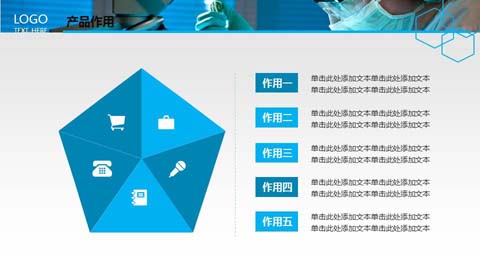 LOGO
TEXT HERE
产品作用
作用一
单击此处添加文本单击此处添加文本
单击此处添加文本单击此处添加文本
作用二
单击此处添加文本单击此处添加文本
单击此处添加文本单击此处添加文本
作用三
单击此处添加文本单击此处添加文本
单击此处添加文本单击此处添加文本
作用四
单击此处添加文本单击此处添加文本
单击此处添加文本单击此处添加文本
作用五
单击此处添加文本单击此处添加文本
单击此处添加文本单击此处添加文本